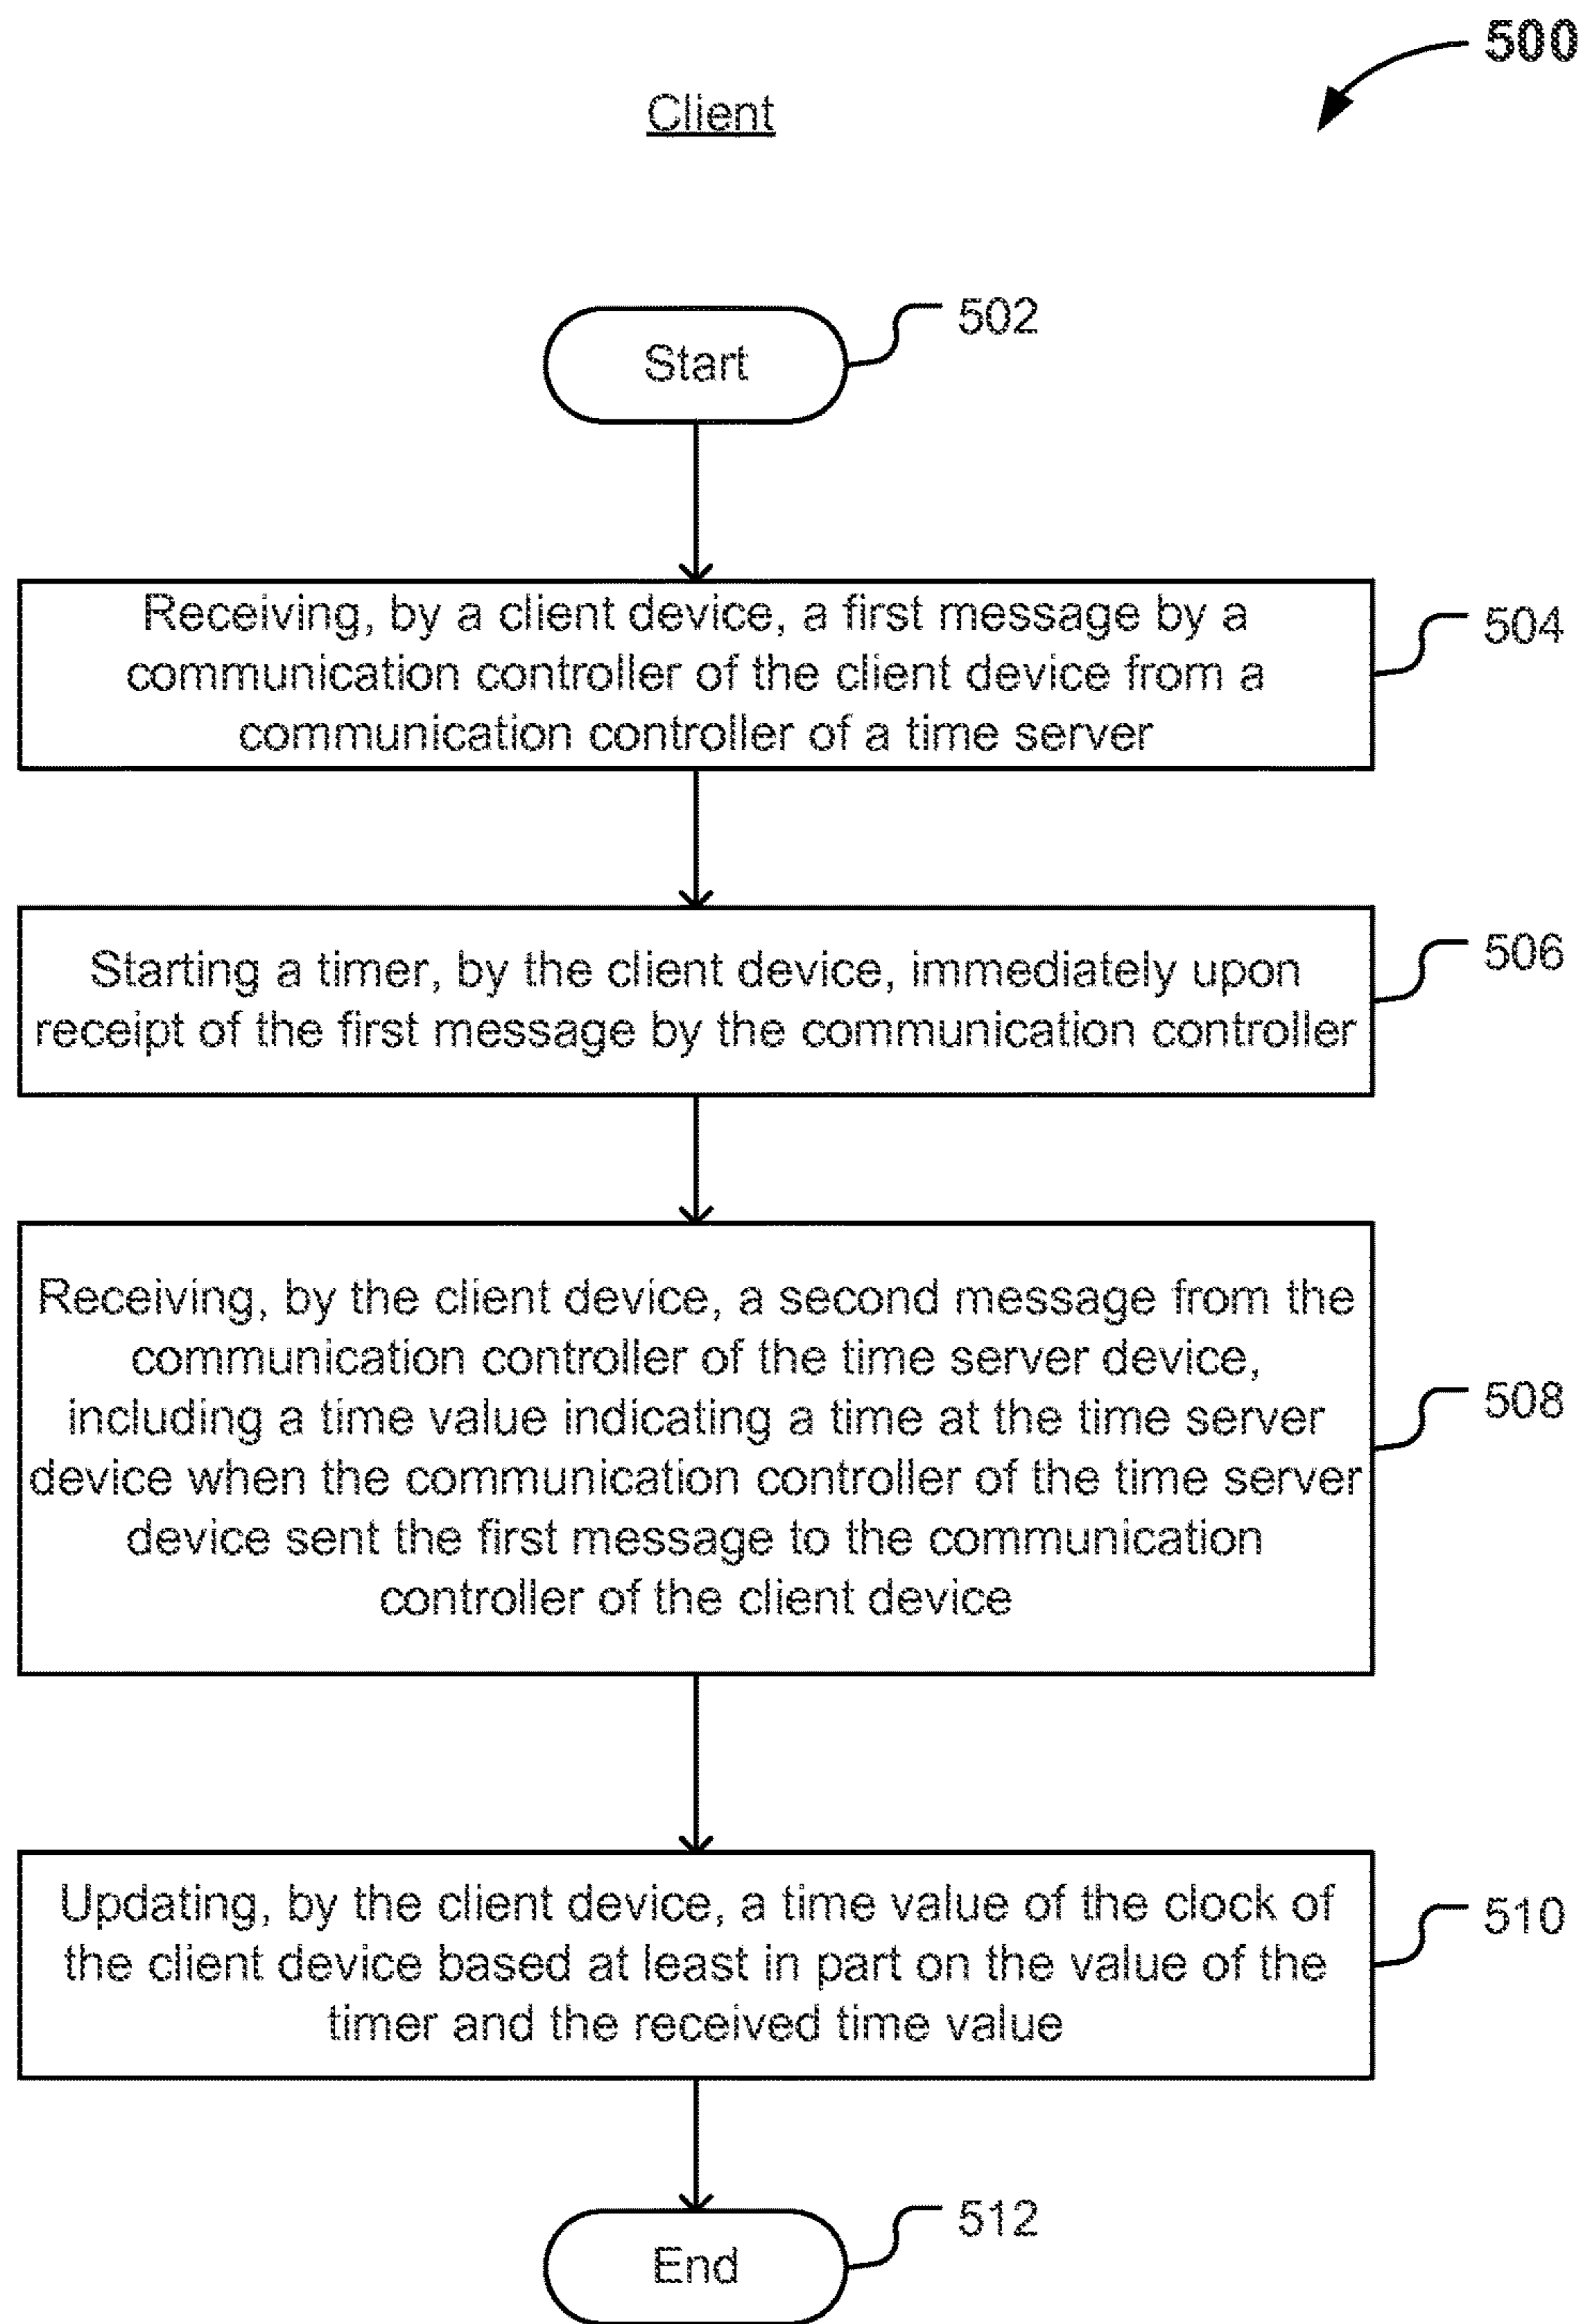 500
Client
502
Start
Receiving, by a client device, a first message by a
communication controller of the client device from a
communication controller of a time server
504
Starting a timer, by the client device, immediately upon
receipt of the first message by the communication controller
506
Receiving, by the client device, a second message from the
communication controller of the time server device,
including a time value indicating a time at the time server
device when the communication controller of the time server
device sent the first message to the communication
controller of the client device
508
Updating, by the client device, a time value of the clock of
the client device based at least in part on the value of the
timer and the received time value
510
512
End